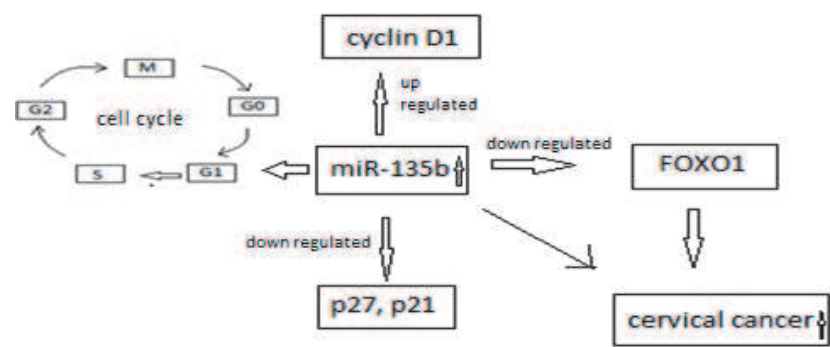 cyclin D1
M
up
regulated
G2
G0
cell cycle
down regulated
S
G1
miR-135b
FOXO1
down regulated
p27, p21
cervical cancer